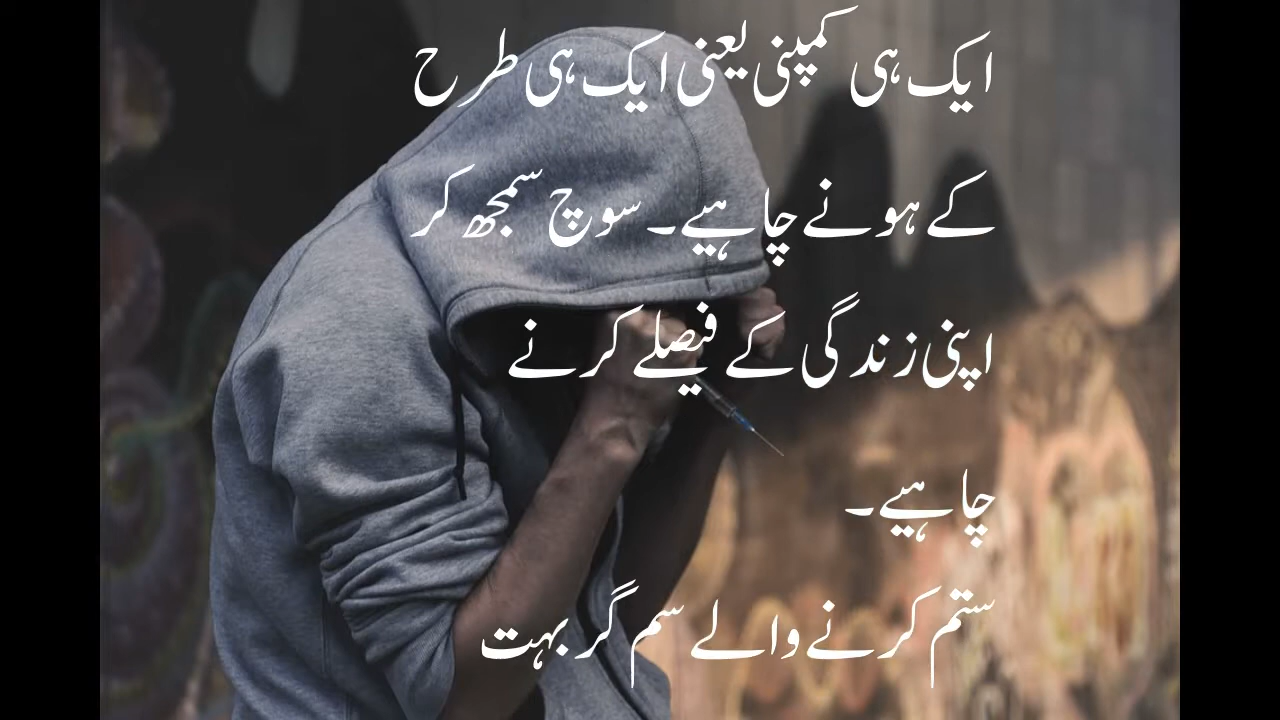 ایک ہی کمپنی یعنی ایک ہی طرح
کے ہونے چاہیے۔ سوچ سمجھ کر
اپنی زندگی کے فیصلے کرنے
چاہیے۔
ستم کرنے والے سم گر بہت